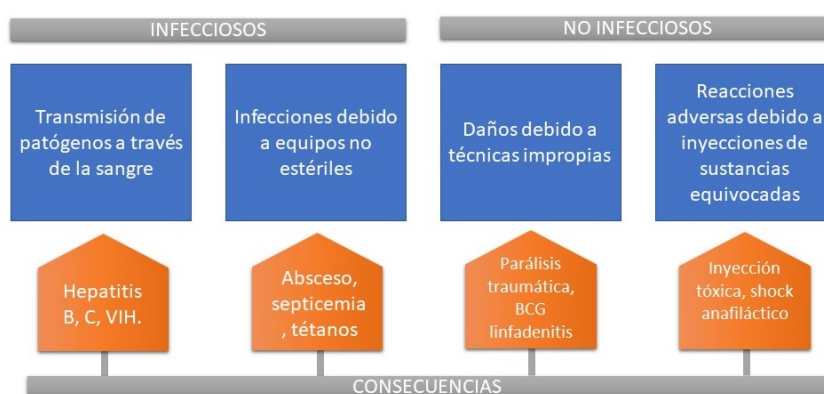 INFECCIOSOS
NO INFECCIOSOS
Transmisión de
patógenos a través
de la sangre
Infecciones debido
a equipos no
estériles
Daños debido a
técnicas impropias
Reacciones
adversas debido a
inyecciones de
sustancias
equivocadas
Hepatitis
B, C, VIH.
Absceso,
septicemia
, tétanos
Parálisis
traumática,
BCG
linfadenitis
Inyección
tóxica, shock
anafiláctico
CONSECUENCIAS